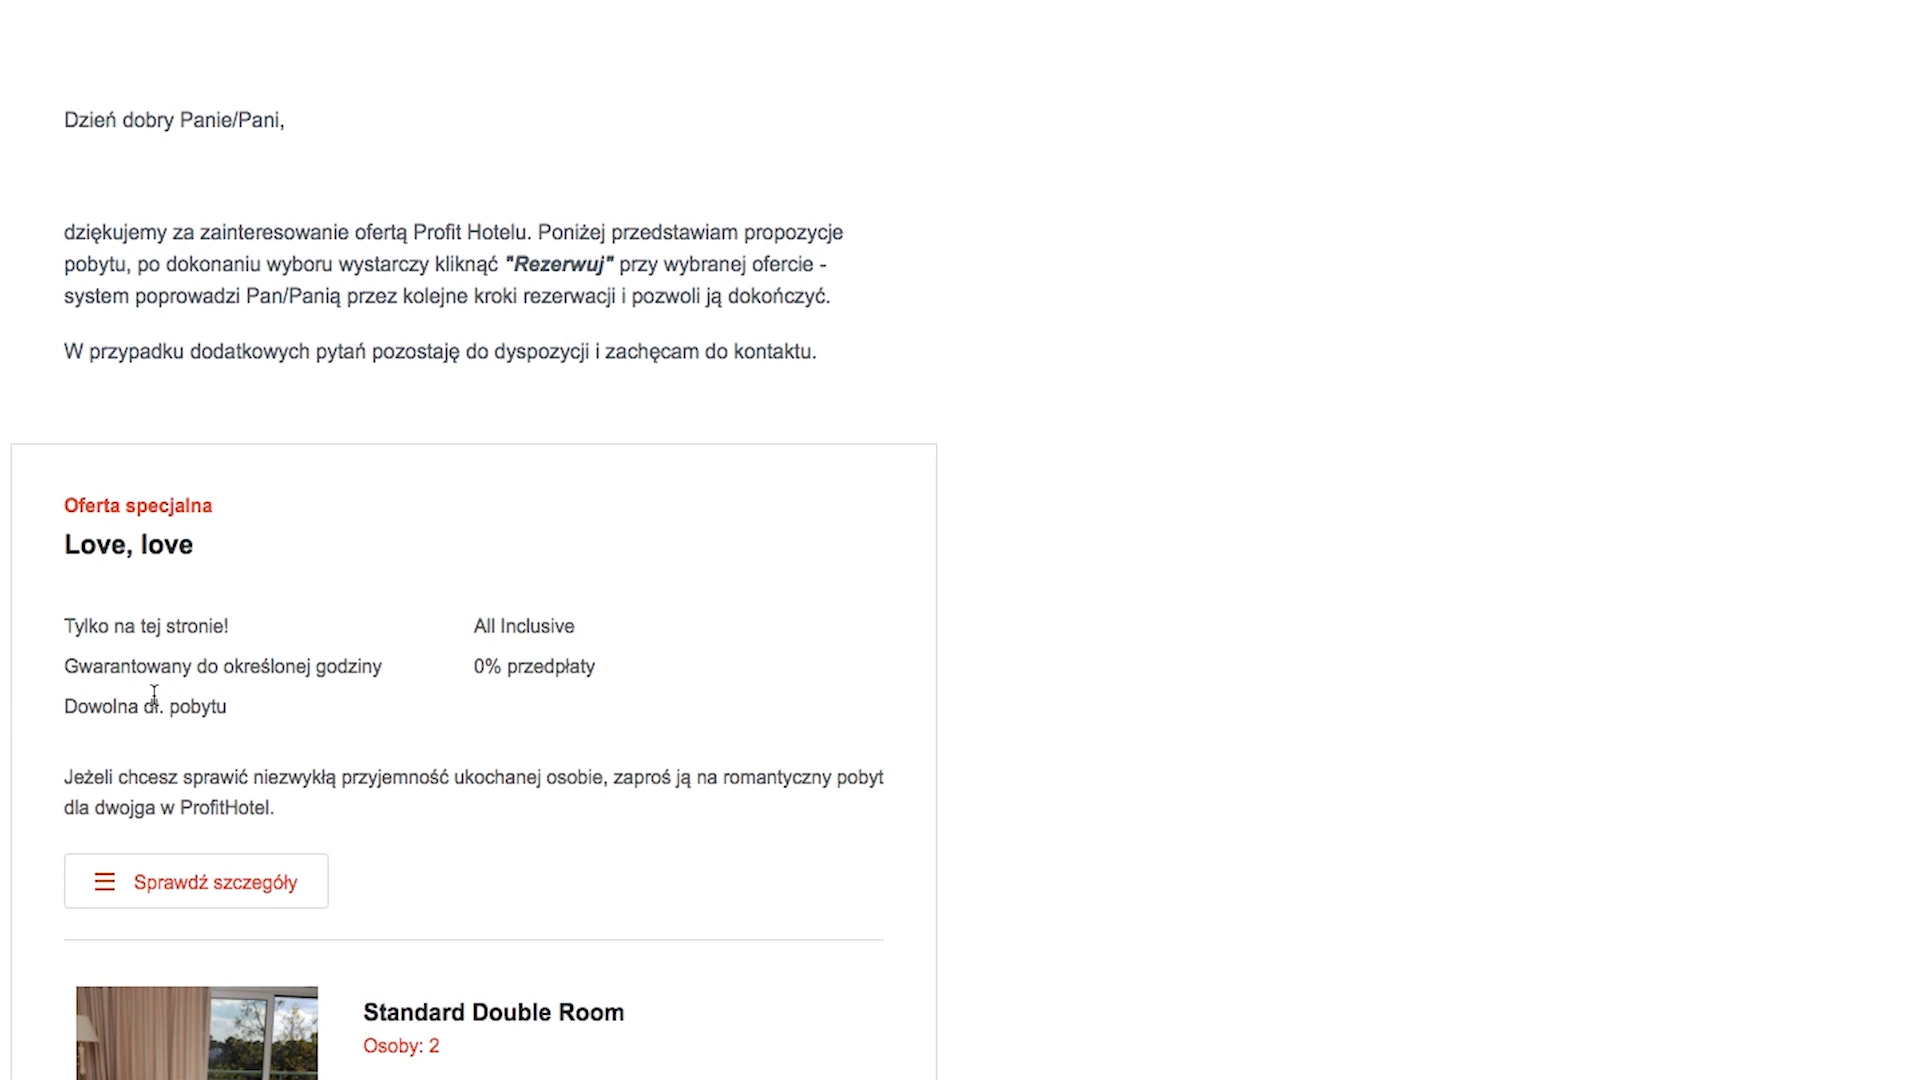 Dzień dobry Panie/Pani,
dziękujemy za zainteresowanie ofertą Profit Hotelu. Poniżej przedstawiam propozycje
pobytu, po dokonaniu wyboru wystarczy kliknąć "Rezerwuj" przy wybranej ofercie -
system poprowadzi Pan/Panią przez kolejne kroki rezerwacji i pozwoli ją dokończyć.
W przypadku dodatkowych pytań pozostaję do dyspozycji i zachęcam do kontaktu.
Oferta specjalna
Love, love
Tylko na tej stronie!
All Inclusive
Gwarantowany do określonej godziny
0% przedpłaty
Dowolna dł. pobytu
Jeżeli chcesz sprawić niezwykłą przyjemność ukochanej osobie, zaproś ją na romantyczny pobyt
dla dwojga w ProfitHotel.
Sprawdź szczegóły
Standard Double Room
Osoby: 2